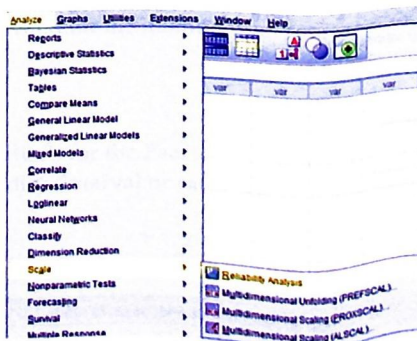 Analyze Graphs Utilities Extensions Window Help
Reports
Descriptive Statistics
Bayesian Statistics
Tables
Compare Means
General Linear Model
Generalized Linear Models
Mixed Models
Correlate
Regression
Loglinear
Neural Networks
Classify
Dimension Reduction
Scale
Nonparametric Tests
Forecasting
Survival
Multiple Response
var var var var
Reliability Analysis
Multidimensional Unfolding (PREFSCAL)...
Multidimensional Scaling (PROXSCAL)...
Multidimensional Scaling (ALSCAL)...